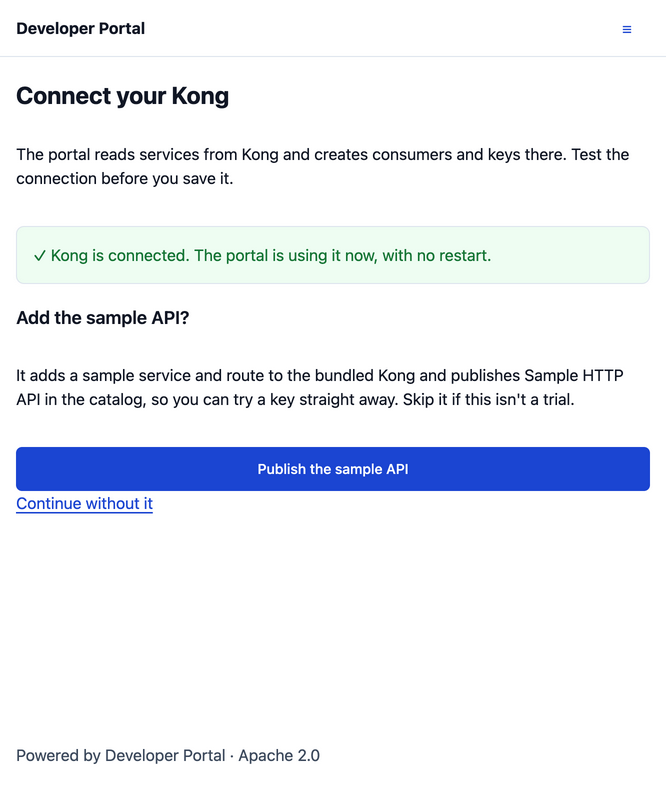 Developer Portal
≡
Connect your Kong
The portal reads services from Kong and creates consumers and keys there. Test the
connection before you save it.
✓ Kong is connected. The portal is using it now, with no restart.
Add the sample API?
It adds a sample service and route to the bundled Kong and publishes Sample HTTP
API in the catalog, so you can try a key straight away. Skip it if this isn't a trial.
Publish the sample API
Continue without it
Powered by Developer Portal · Apache 2.0